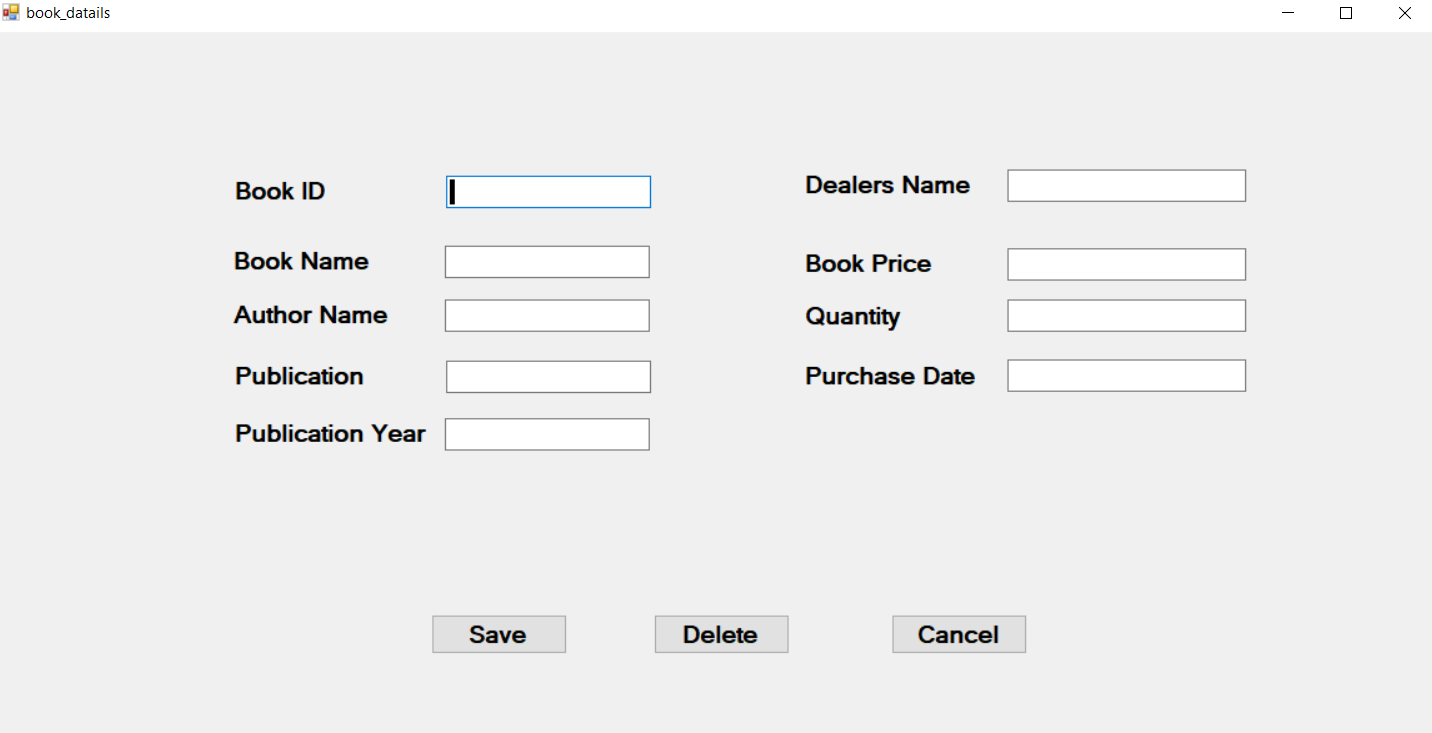 book_datails
Book ID
Dealers Name
Book Name
Book Price
Author Name
Quantity
Publication
Purchase Date
Publication Year
Save
Delete
Cancel